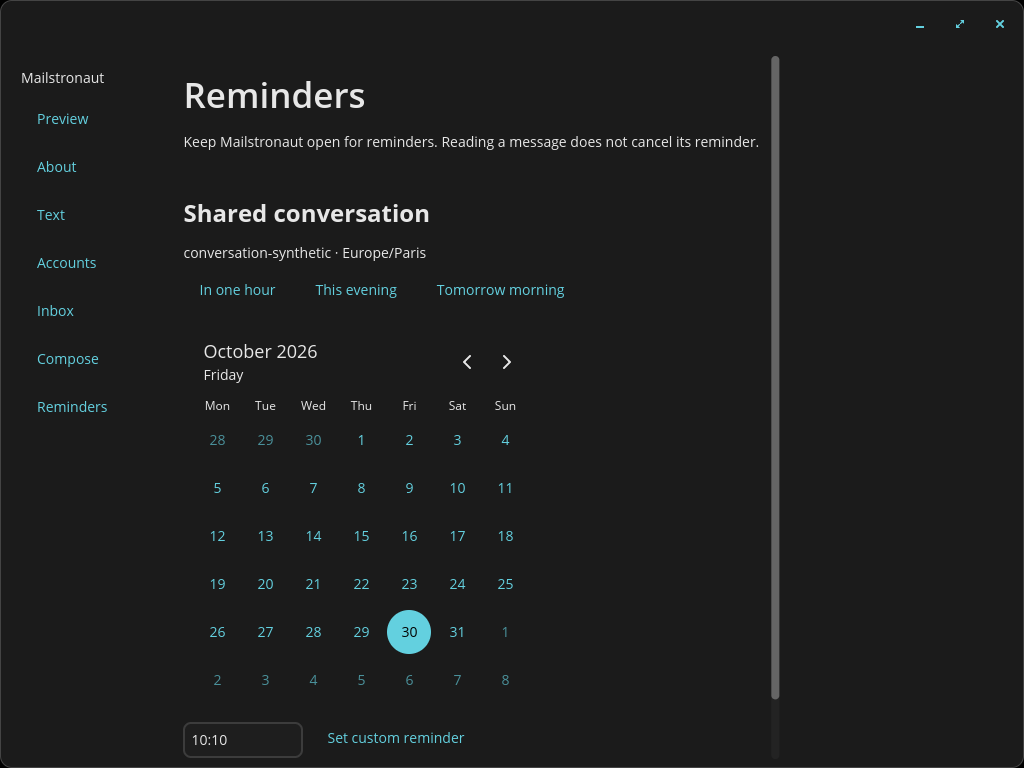 Mailstronaut
Preview
About
Text
Accounts
Inbox
Compose
Reminders
Reminders
Keep Mailstronaut open for reminders. Reading a message does not cancel its reminder.
Shared conversation
conversation-synthetic · Europe/Paris
In one hour This evening Tomorrow morning
October 2026
Friday
Mon Tue Wed Thu Fri Sat Sun
28 29 30 1 2 3 4
5 6 7 8 9 10 11
12 13 14 15 16 17 18
19 20 21 22 23 24 25
26 27 28 29 30 31 1
2 3 4 5 6 7 8
10:10 Set custom reminder